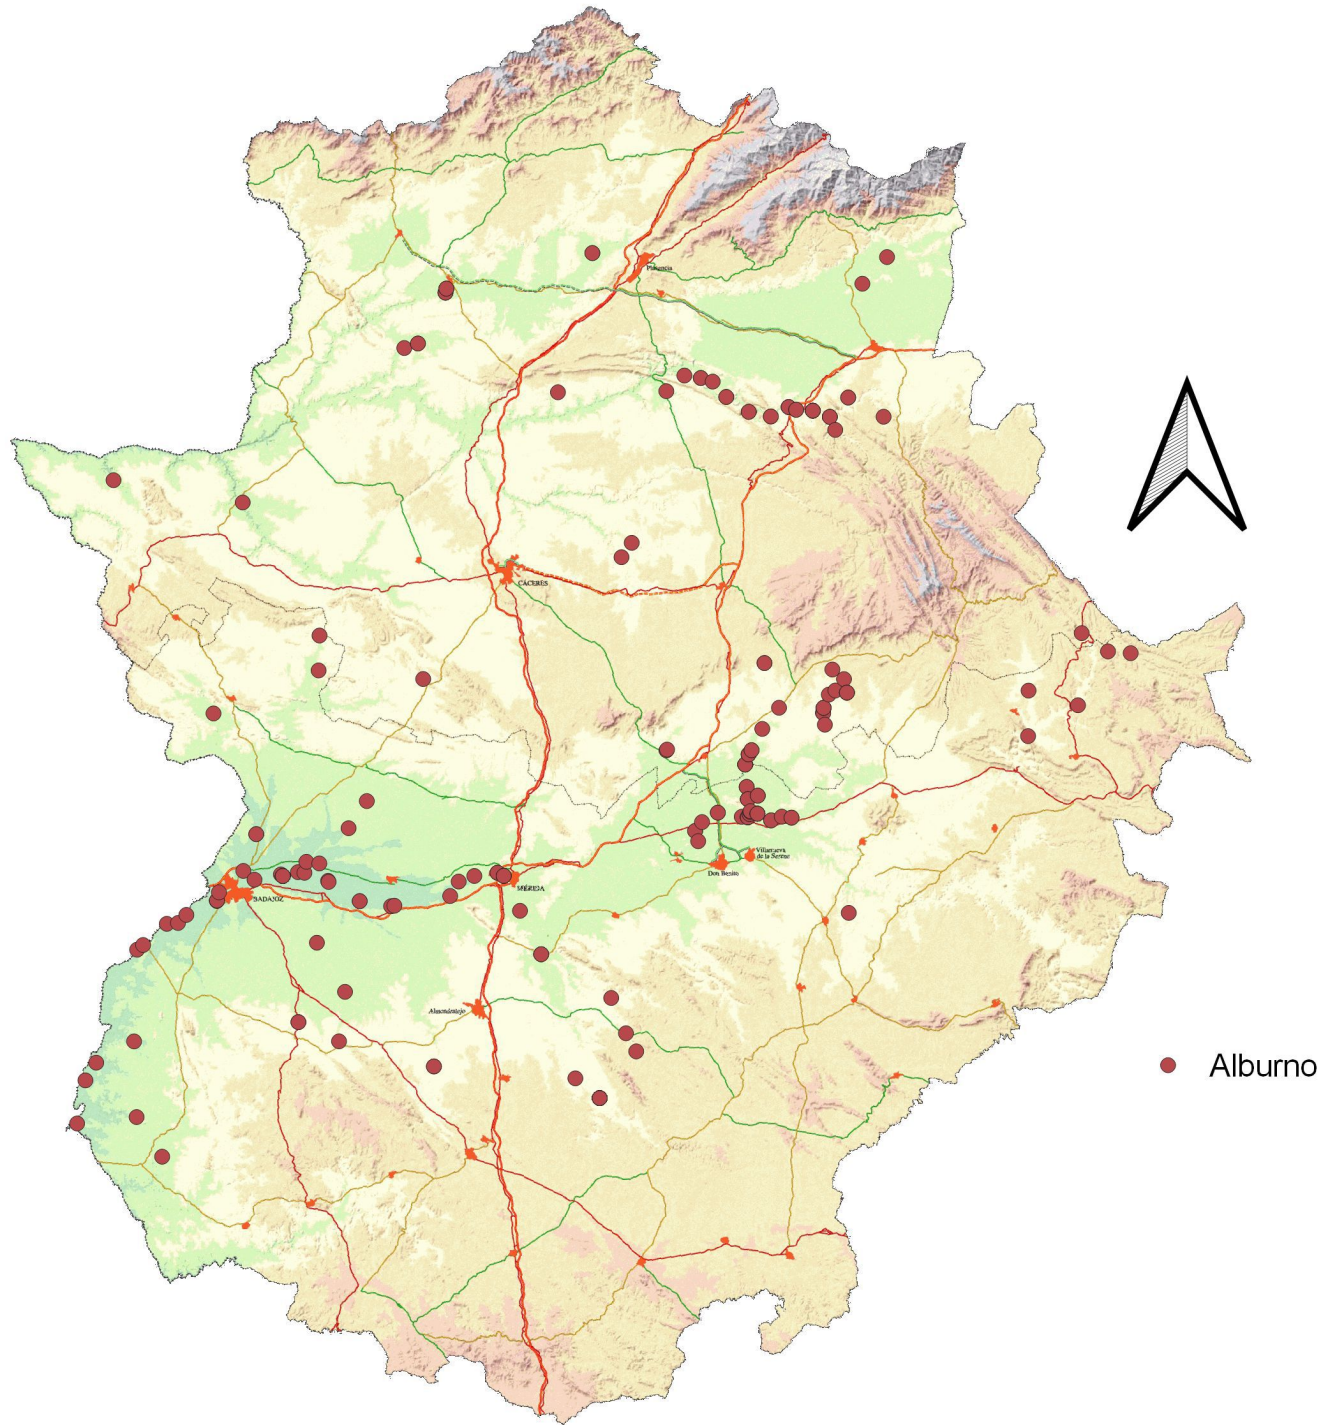 Plasencia
CÁCERES
Villanueva
de la Serena
Don Benito
MÉRIDA
BADAJOZ
Almendralejo
Alburno